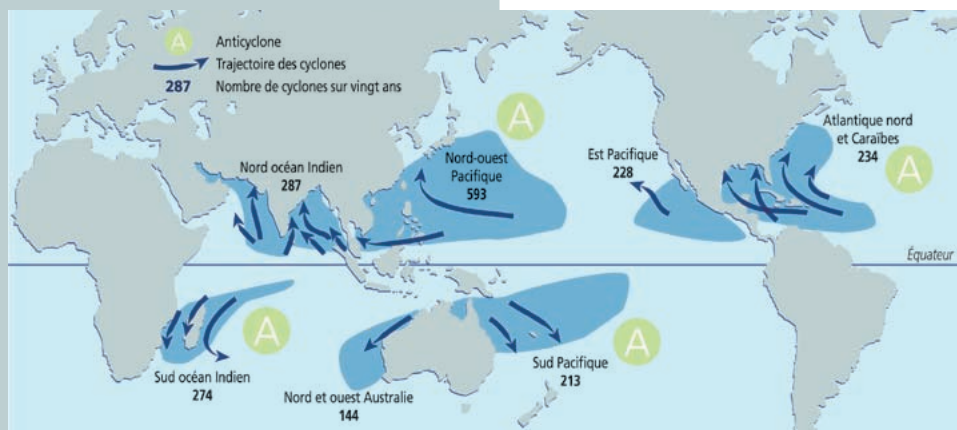 A Anticyclone
Trajectoire des cyclones
287 Nombre de cyclones sur vingt ans
Nord océan Indien
287
A
Nord-ouest
Pacifique
593
Est Pacifique
228
Atlantique nord
et Caraïbes
234
A
Équateur
A
Sud océan Indien
274
Nord et ouest Australie
144
A
Sud Pacifique
213